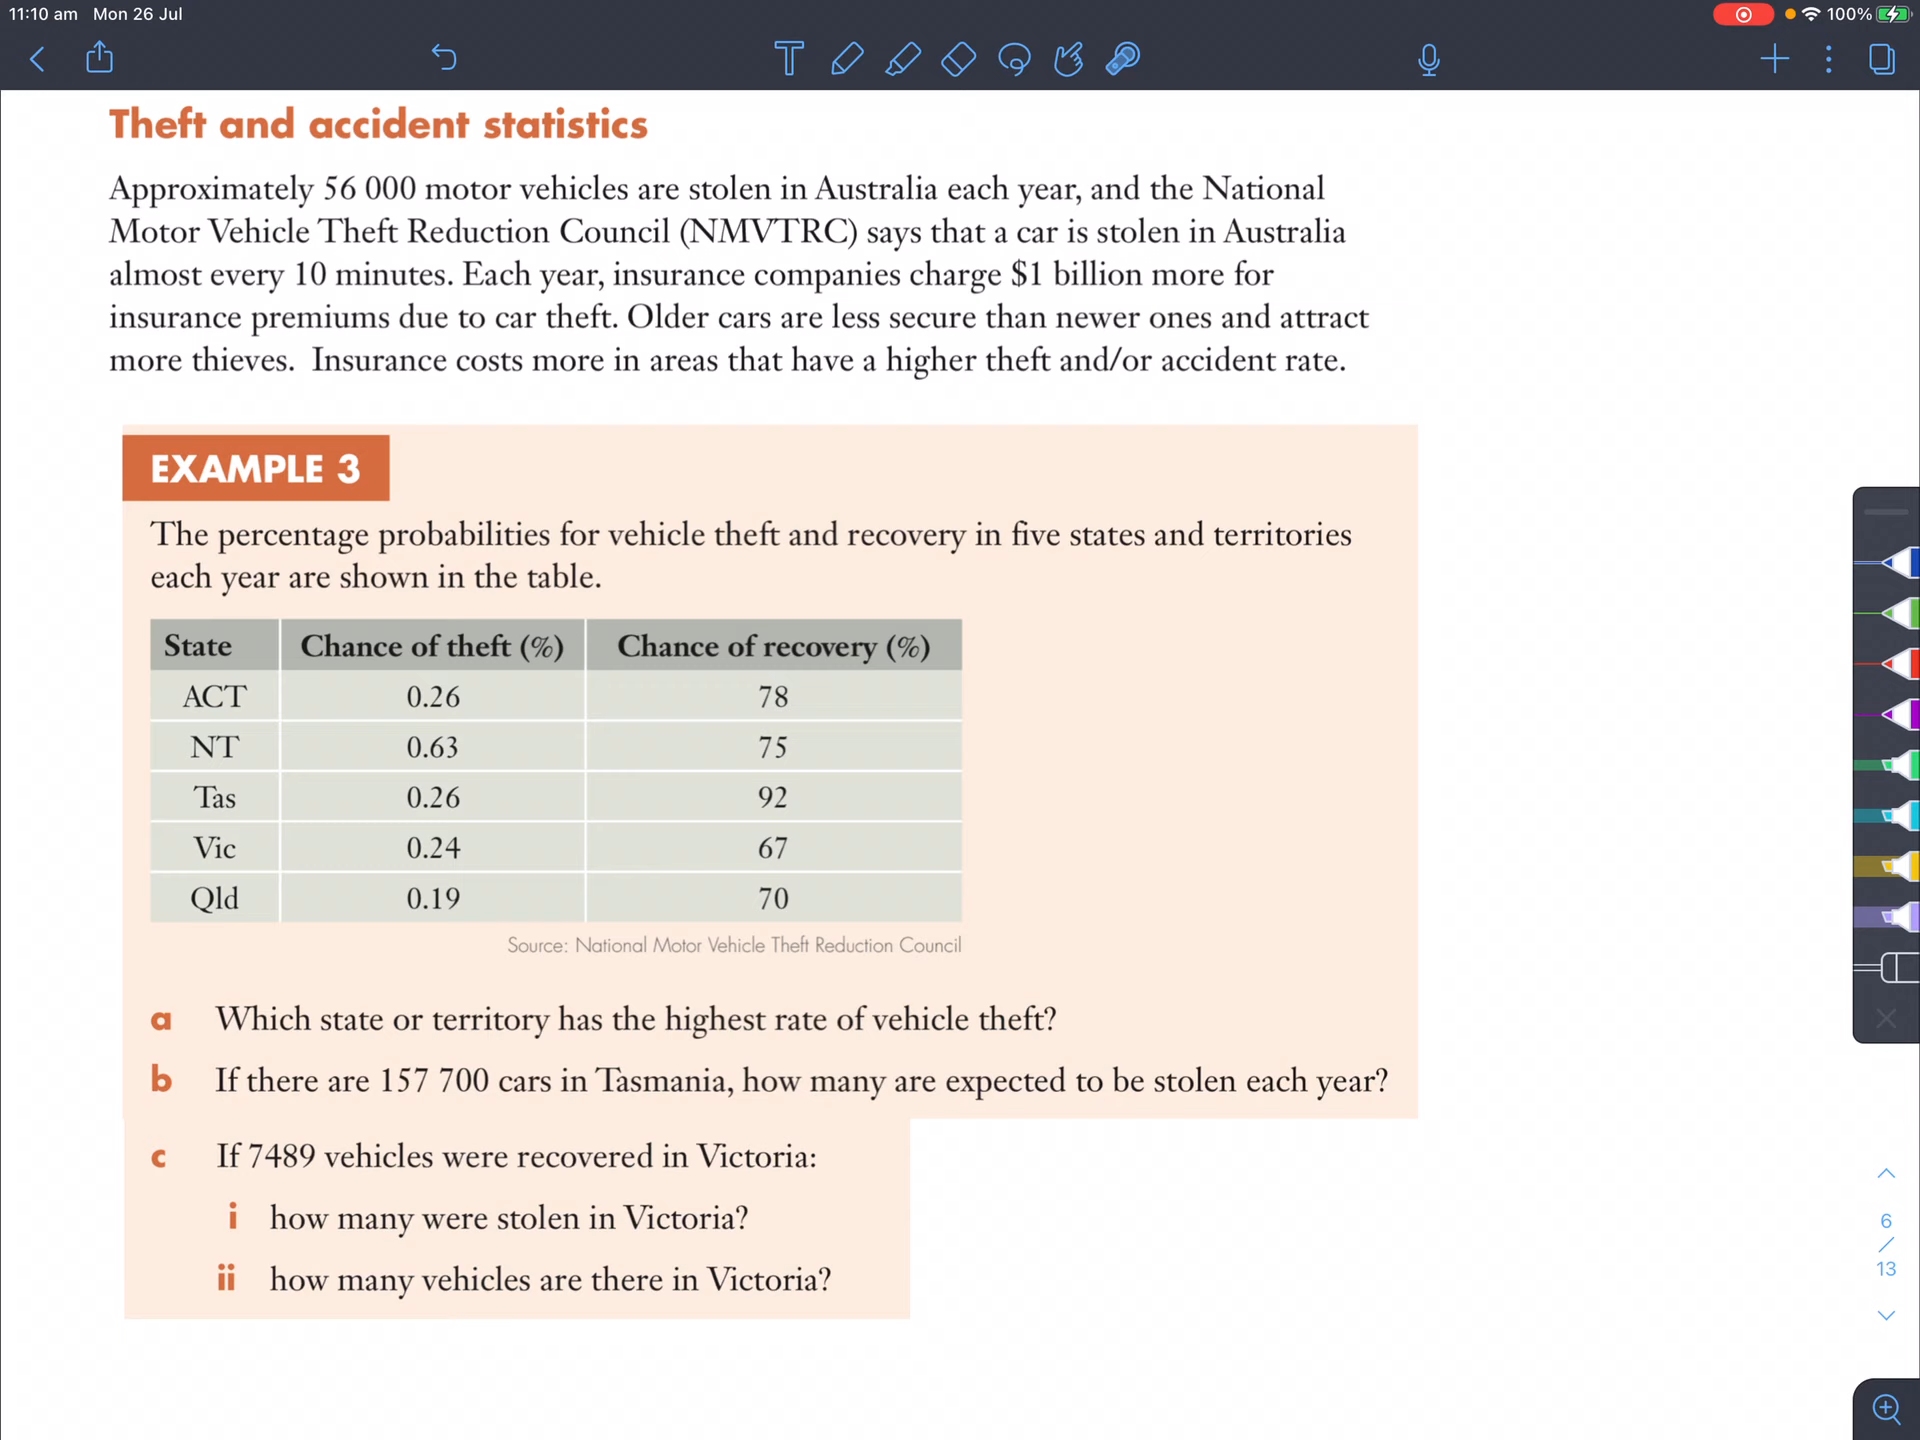 11:10 am Mon 26 Jul
100%
Theft and accident statistics
Approximately 56 000 motor vehicles are stolen in Australia each year, and the National
Motor Vehicle Theft Reduction Council (NMVTRC) says that a car is stolen in Australia
almost every 10 minutes. Each year, insurance companies charge $1 billion more for
insurance premiums due to car theft. Older cars are less secure than newer ones and attract
more thieves. Insurance costs more in areas that have a higher theft and/or accident rate.
EXAMPLE 3
The percentage probabilities for vehicle theft and recovery in five states and territories
each year are shown in the table.
State Chance of theft (%) Chance of recovery (%)
ACT 0.26 78
NT 0.63 75
Tas 0.26 92
Vic 0.24 67
Qld 0.19 70
Source: National Motor Vehicle Theft Reduction Council
a Which state or territory has the highest rate of vehicle theft?
b If there are 157 700 cars in Tasmania, how many are expected to be stolen each year?
c If 7489 vehicles were recovered in Victoria:
i how many were stolen in Victoria?
ii how many vehicles are there in Victoria?
6
/
13